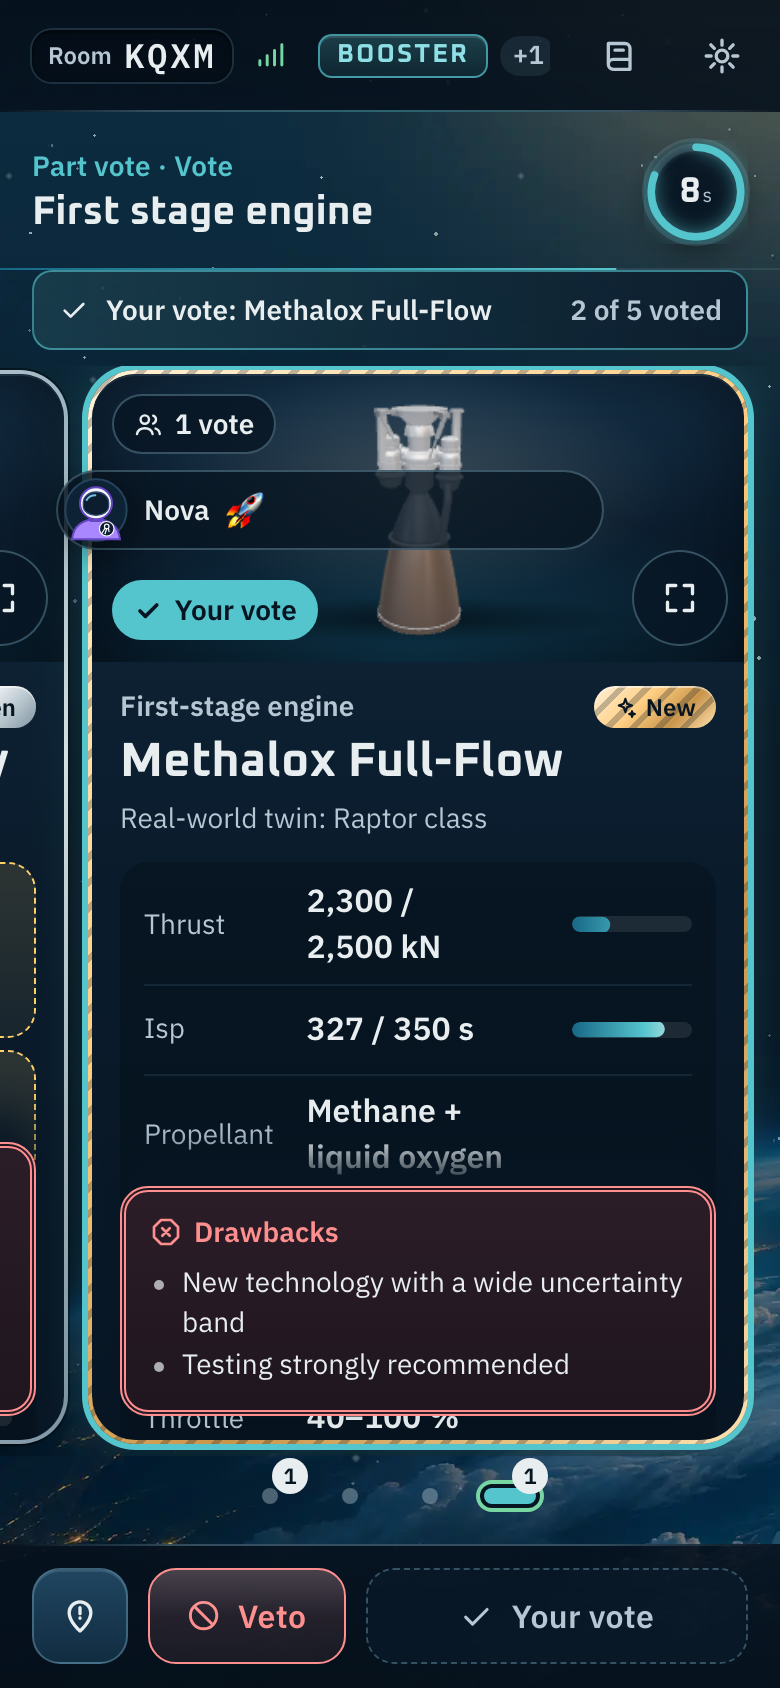 Room KQXM BOOSTER +1
Part vote · Vote
First stage engine
8s
Your vote: Methalox Full-Flow 2 of 5 voted
1 vote
Nova 🚀
Your vote
First-stage engine New
Methalox Full-Flow
Real-world twin: Raptor class
Thrust 2,300 /
2,500 kN
Isp 327 / 350 s
Propellant Methane +
liquid oxygen
Drawbacks
• New technology with a wide uncertainty
band
• Testing strongly recommended
Throttle 40–100 %
1 1
Veto Your vote